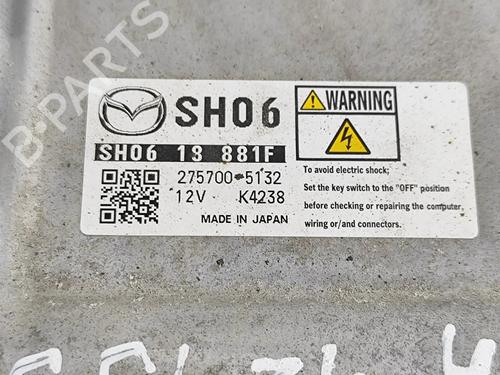 B-PARTS
SH06
SH06 18 881F
275700-5132
12V K4238
MADE IN JAPAN
WARNING
To avoid electric shock;
Set the key switch to the "OFF" position
before checking or repairing the computer,
wiring or/and connectors.